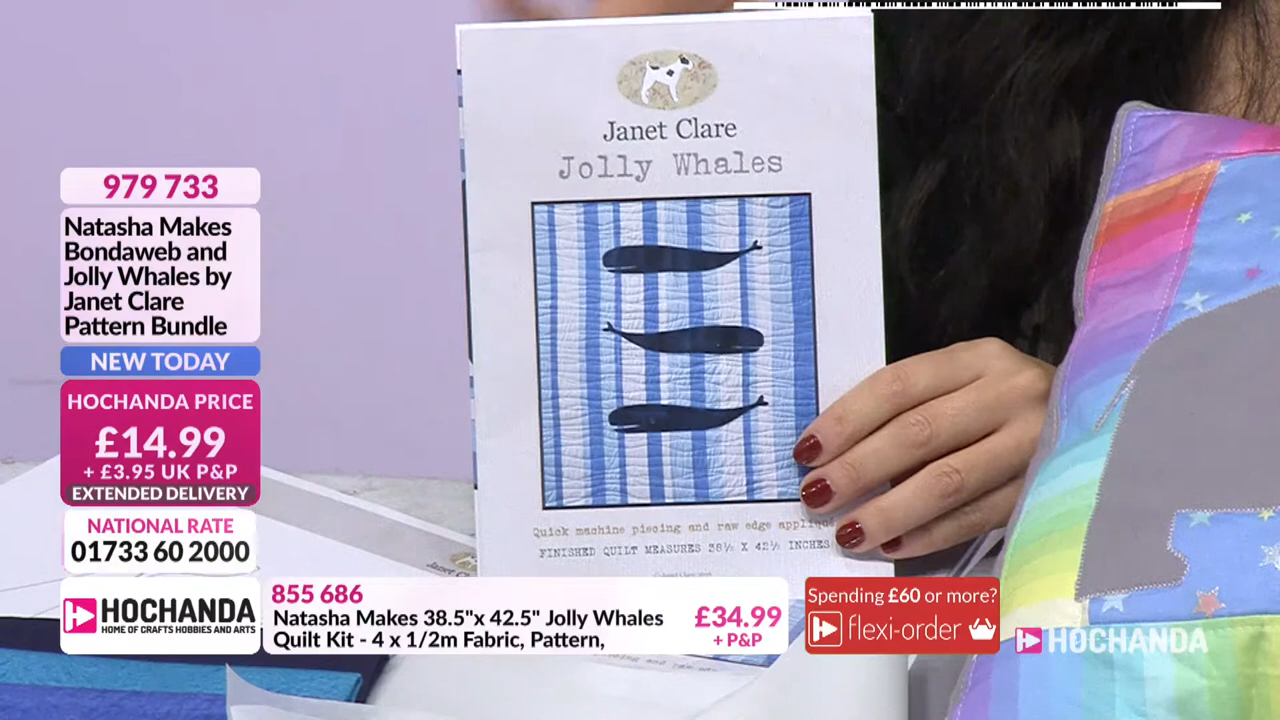 Janet Clare
Jolly Whales
Quick machine piecing and raw edge applique
FINISHED QUILT MEASURES 38½ X 42½ INCHES
979 733
Natasha Makes
Bondaweb and
Jolly Whales by
Janet Clare
Pattern Bundle
NEW TODAY
HOCHANDA PRICE
£14.99
+ £3.95 UK P&P
EXTENDED DELIVERY
NATIONAL RATE
01733 60 2000
HOCHANDA
HOME OF CRAFTS HOBBIES AND ARTS
855 686
Natasha Makes 38.5"x 42.5" Jolly Whales
Quilt Kit - 4 x 1/2m Fabric, Pattern,
£34.99
+ P&P
Spending £60 or more?
flexi-order
HOCHANDA
Janet C